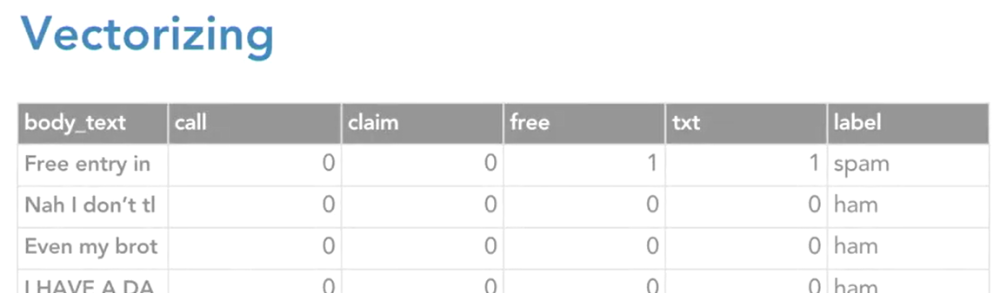 Vectorizing
body_text call claim free txt label
Free entry in 0 0 1 1 spam
Nah I don't tl 0 0 0 0 ham
Even my brot 0 0 0 0 ham
I HAVE A DA 0 0 0 0 ham